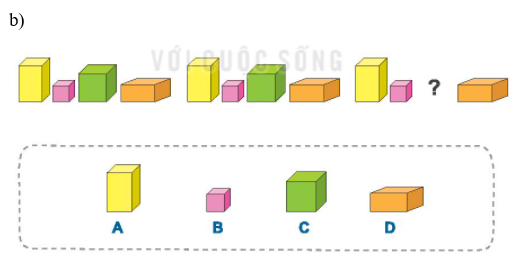 b)
VỚI CUỘC SỐNG
?
A B C D